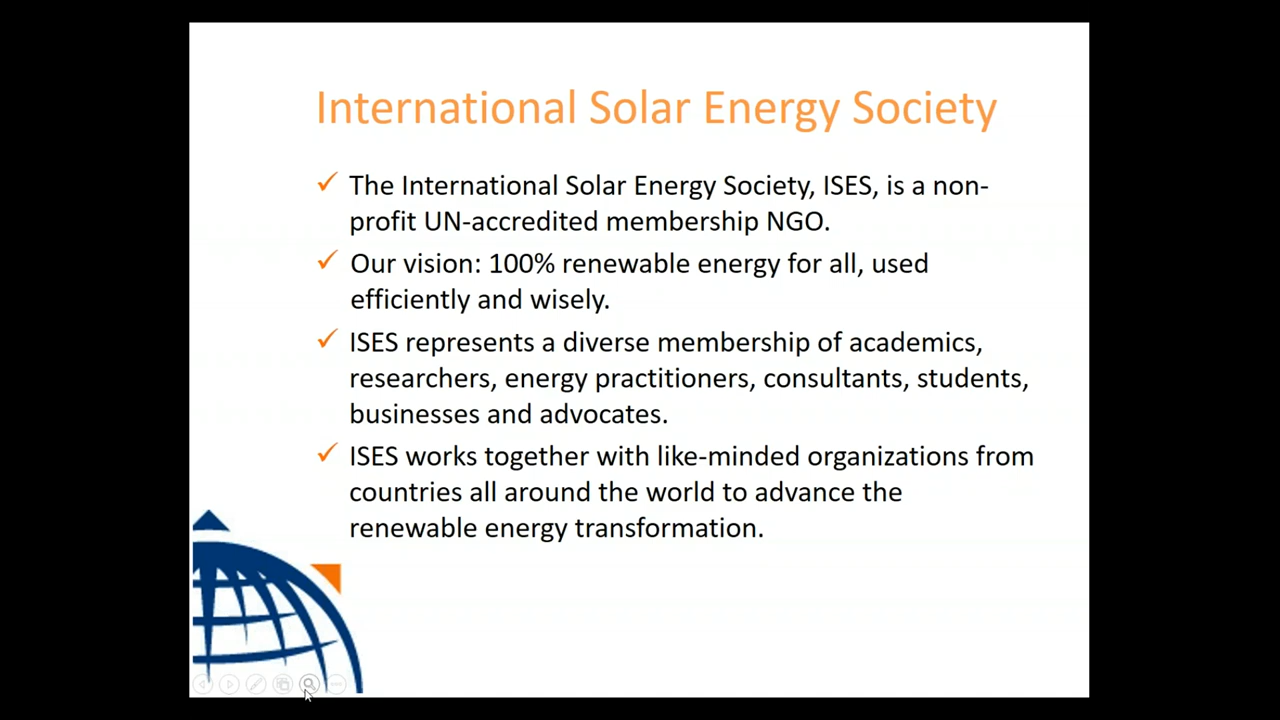 International Solar Energy Society
The International Solar Energy Society, ISES, is a non-
profit UN-accredited membership NGO.
Our vision: 100% renewable energy for all, used
efficiently and wisely.
ISES represents a diverse membership of academics,
researchers, energy practitioners, consultants, students,
businesses and advocates.
ISES works together with like-minded organizations from
countries all around the world to advance the
renewable energy transformation.